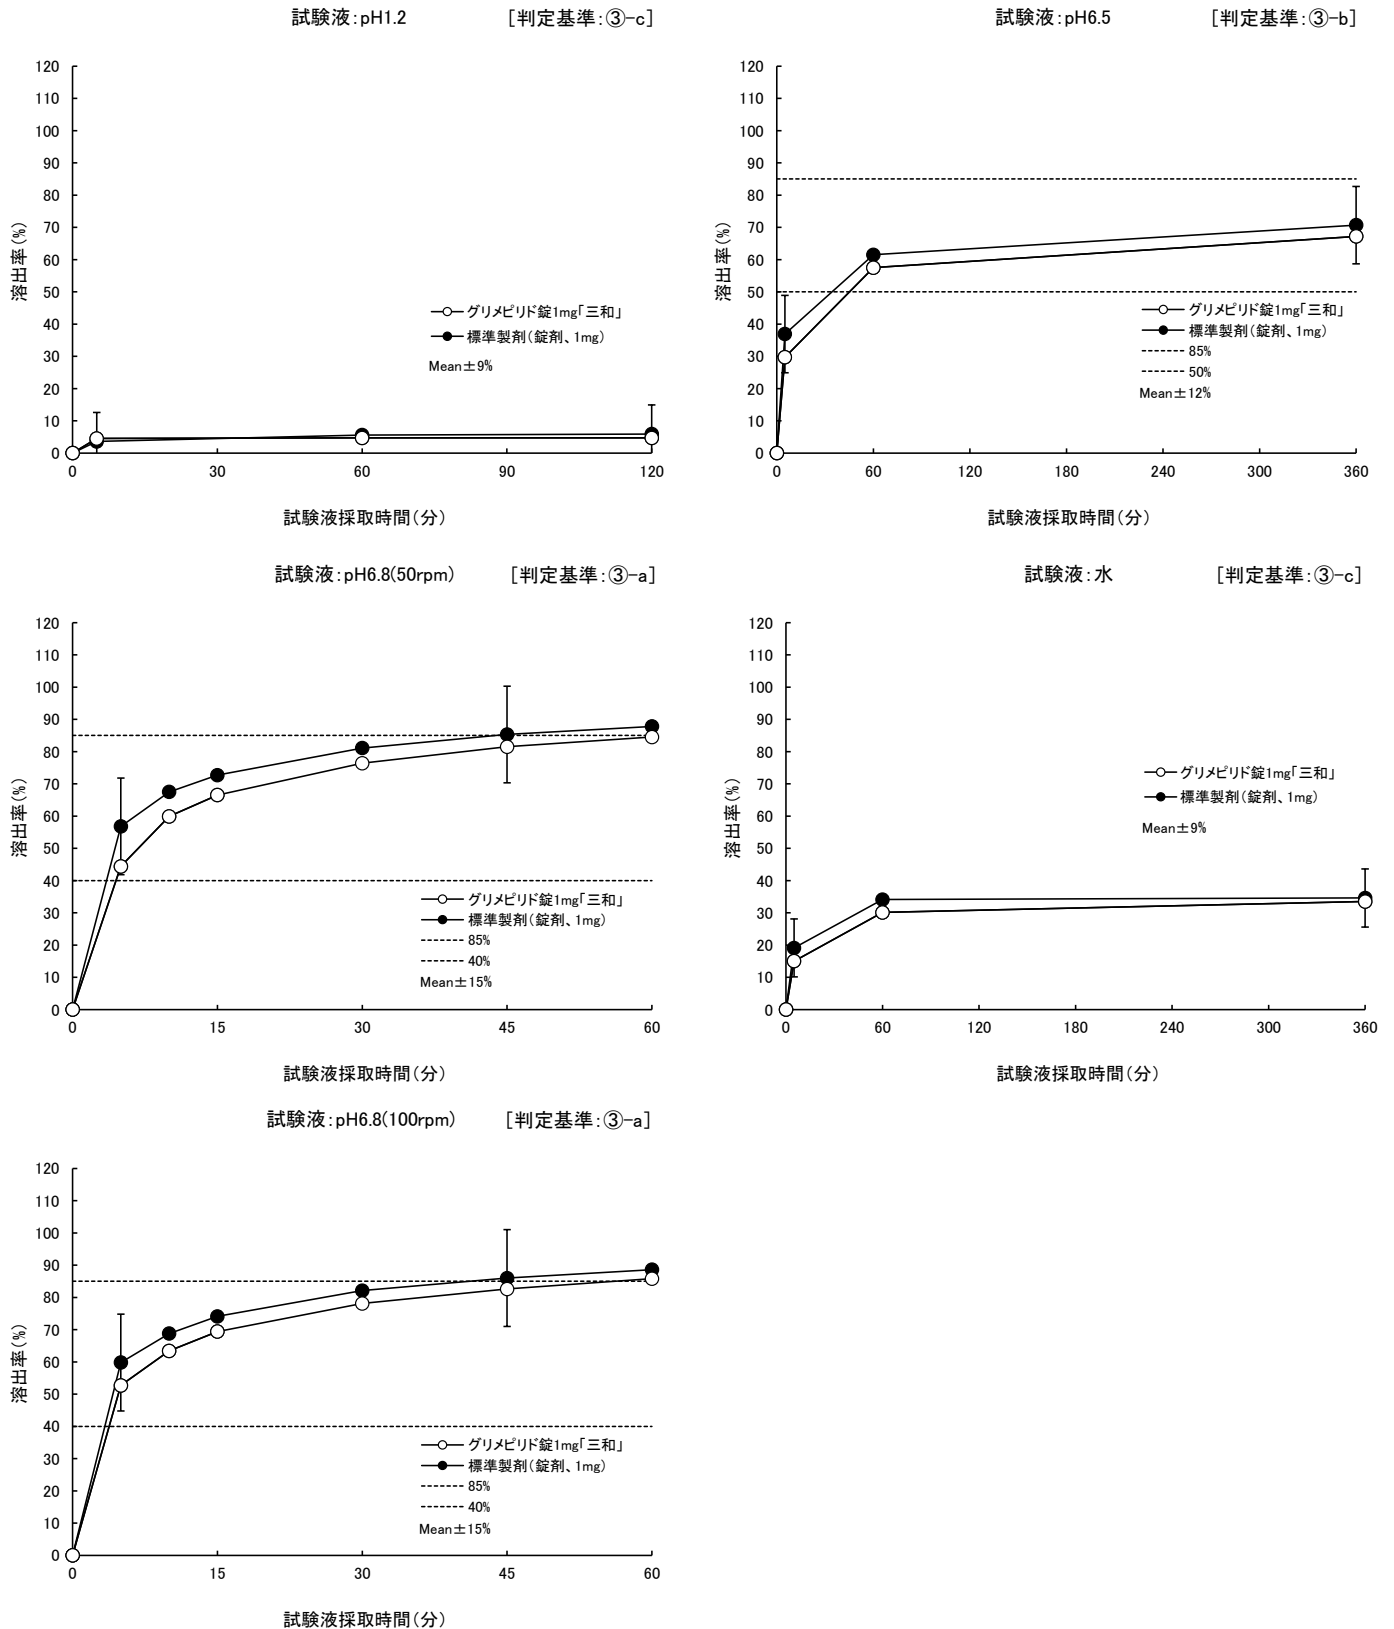 試験液：pH1.2 ［判定基準：③-c］
120
110
100
90
80
70
60
50
40
30
20
10
0
溶出率（%）
グリメピリド錠1mg「三和」
標準製剤（錠剤、1mg）
Mean±9%
0 30 60 90 120
試験液採取時間（分）
試験液：pH6.5 ［判定基準：③-b］
120
110
100
90
80
70
60
50
40
30
20
10
0
溶出率（%）
グリメピリド錠1mg「三和」
標準製剤（錠剤、1mg）
85%
50%
Mean±12%
0 60 120 180 240 300 360
試験液採取時間（分）
試験液：pH6.8(50rpm) ［判定基準：③-a］
120
110
100
90
80
70
60
50
40
30
20
10
0
溶出率（%）
グリメピリド錠1mg「三和」
標準製剤（錠剤、1mg）
85%
40%
Mean±15%
0 15 30 45 60
試験液採取時間（分）
試験液：水 ［判定基準：③-c］
120
110
100
90
80
70
60
50
40
30
20
10
0
溶出率（%）
グリメピリド錠1mg「三和」
標準製剤（錠剤、1mg）
Mean±9%
0 60 120 180 240 300 360
試験液採取時間（分）
試験液：pH6.8(100rpm) ［判定基準：③-a］
120
110
100
90
80
70
60
50
40
30
20
10
0
溶出率（%）
グリメピリド錠1mg「三和」
標準製剤（錠剤、1mg）
85%
40%
Mean±15%
0 15 30 45 60
試験液採取時間（分）